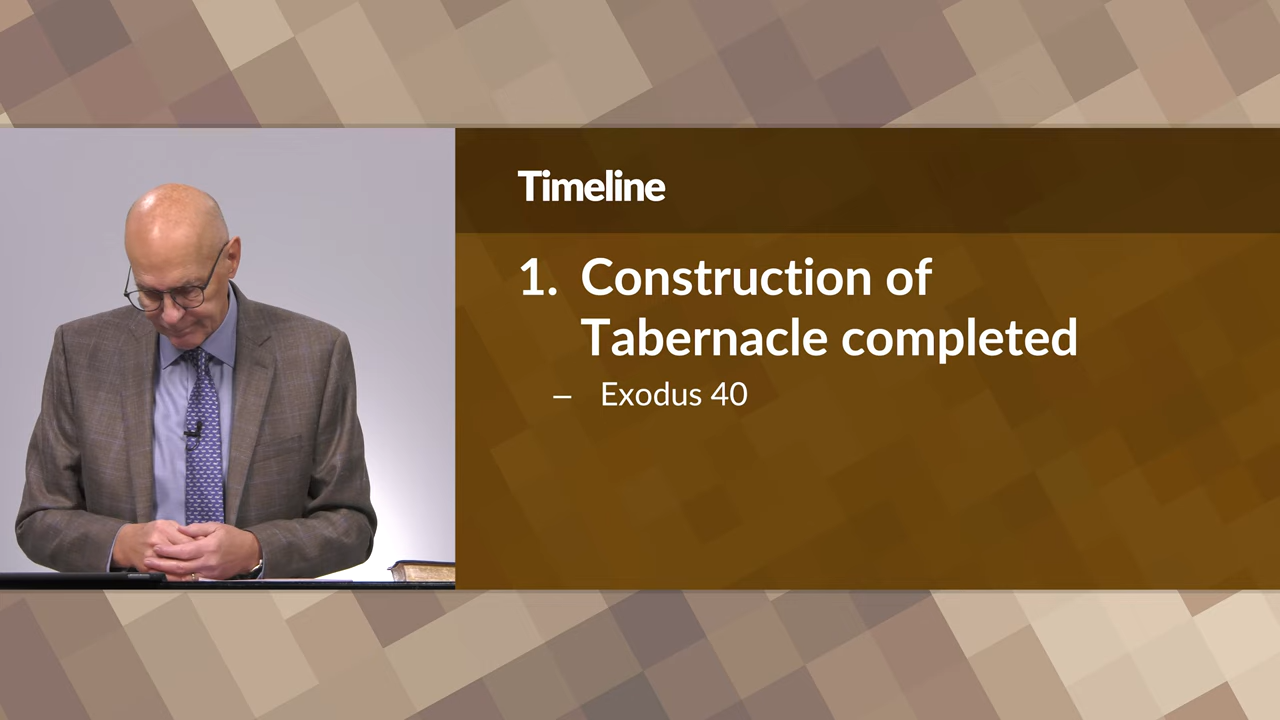 Timeline
1. Construction of
Tabernacle completed
– Exodus 40